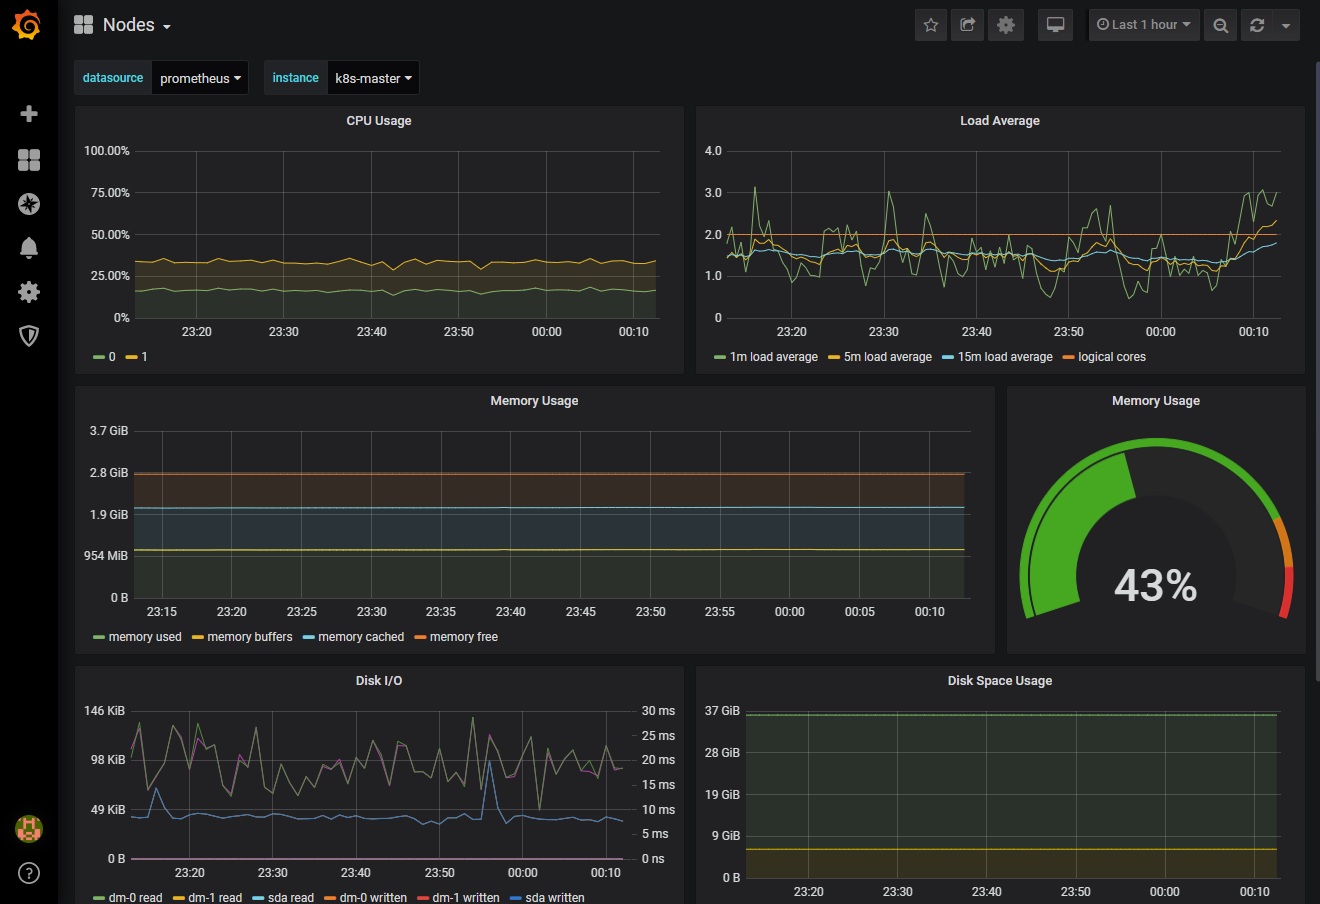 Nodes
Last 1 hour
datasource prometheus instance k8s-master
CPU Usage
100.00%
75.00%
50.00%
25.00%
0%
23:20 23:30 23:40 23:50 00:00 00:10
0 1
Load Average
4.0
3.0
2.0
1.0
0
23:20 23:30 23:40 23:50 00:00 00:10
1m load average 5m load average 15m load average logical cores
Memory Usage
3.7 GiB
2.8 GiB
1.9 GiB
954 MiB
0 B
23:15 23:20 23:25 23:30 23:35 23:40 23:45 23:50 23:55 00:00 00:05 00:10
memory used memory buffers memory cached memory free
Memory Usage
43%
Disk I/O
146 KiB 30 ms
25 ms
98 KiB 20 ms
15 ms
49 KiB 10 ms
5 ms
0 B 0 ns
23:20 23:30 23:40 23:50 00:00 00:10
dm-0 read dm-1 read sda read dm-0 written dm-1 written sda written
Disk Space Usage
37 GiB
28 GiB
19 GiB
9 GiB
0 B
23:20 23:30 23:40 23:50 00:00 00:10
?